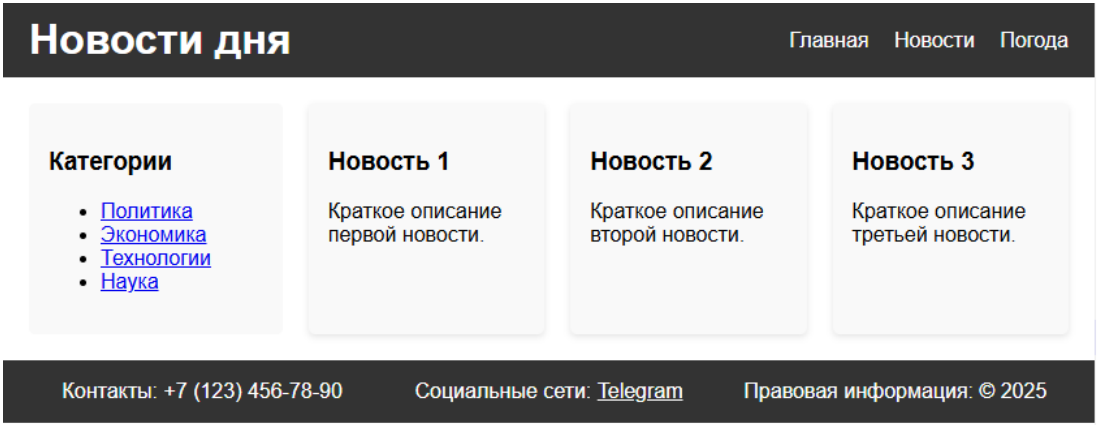 Новости дня
Главная Новости Погода
Категории
Политика
Экономика
Технологии
Наука
Новость 1
Краткое описание
первой новости.
Новость 2
Краткое описание
второй новости.
Новость 3
Краткое описание
третьей новости.
Контакты: +7 (123) 456-78-90
Социальные сети: Telegram
Правовая информация: © 2025